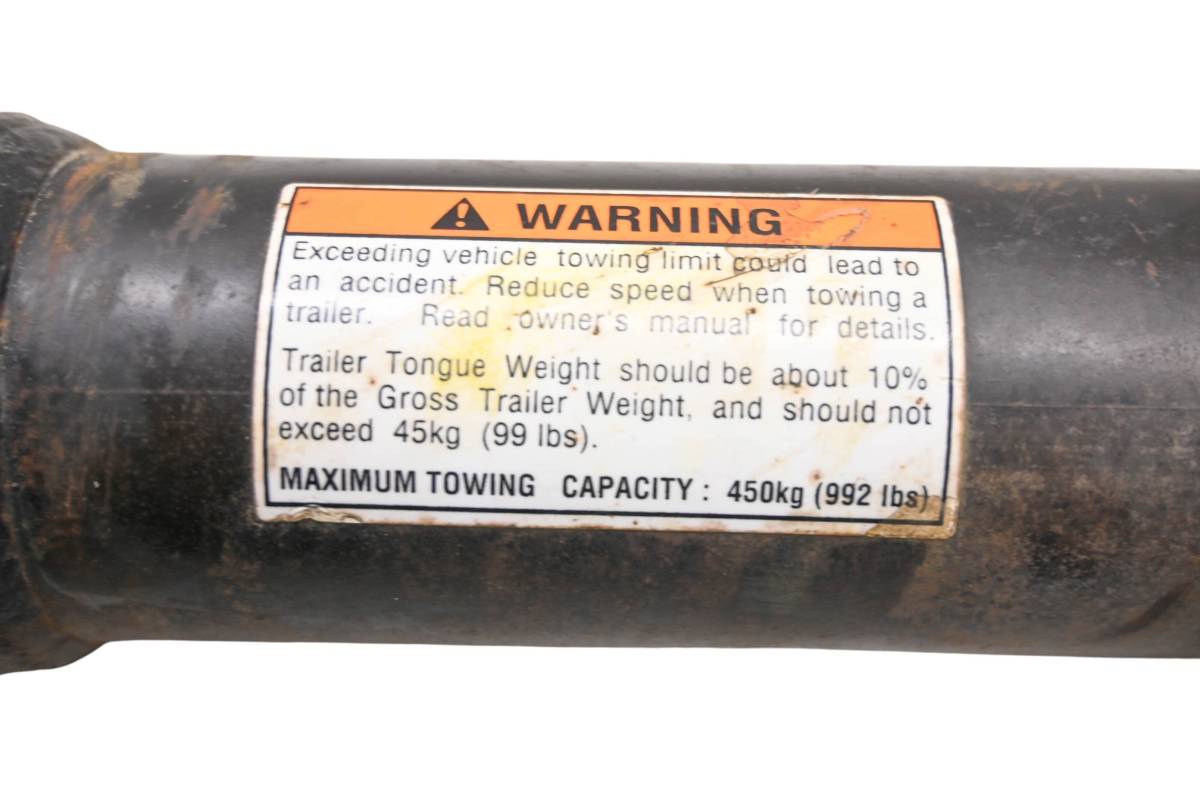 WARNING
Exceeding vehicle towing limit could lead to
an accident. Reduce speed when towing a
trailer. Read owner's manual for details.
Trailer Tongue Weight should be about 10%
of the Gross Trailer Weight, and should not
exceed 45kg (99 lbs).
MAXIMUM TOWING CAPACITY : 450kg (992 lbs)